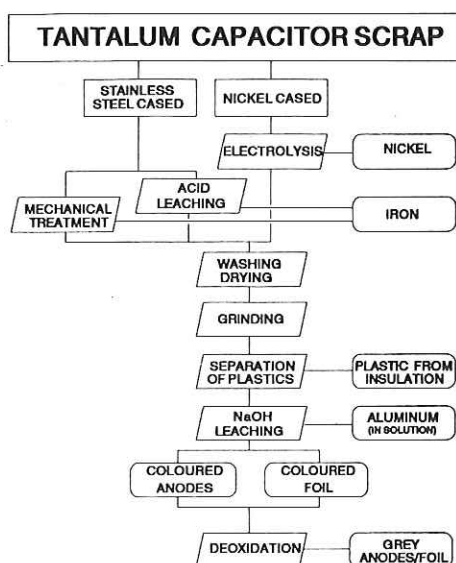 TANTALUM CAPACITOR SCRAP
STAINLESS
STEEL CASED
NICKEL CASED
ELECTROLYSIS
NICKEL
ACID
LEACHING
MECHANICAL
TREATMENT
IRON
WASHING
DRYING
GRINDING
SEPARATION
OF PLASTICS
PLASTIC FROM
INSULATION
NaOH
LEACHING
ALUMINUM
(IN SOLUTION)
COLOURED
ANODES
COLOURED
FOIL
DEOXIDATION
GREY
ANODES/FOIL